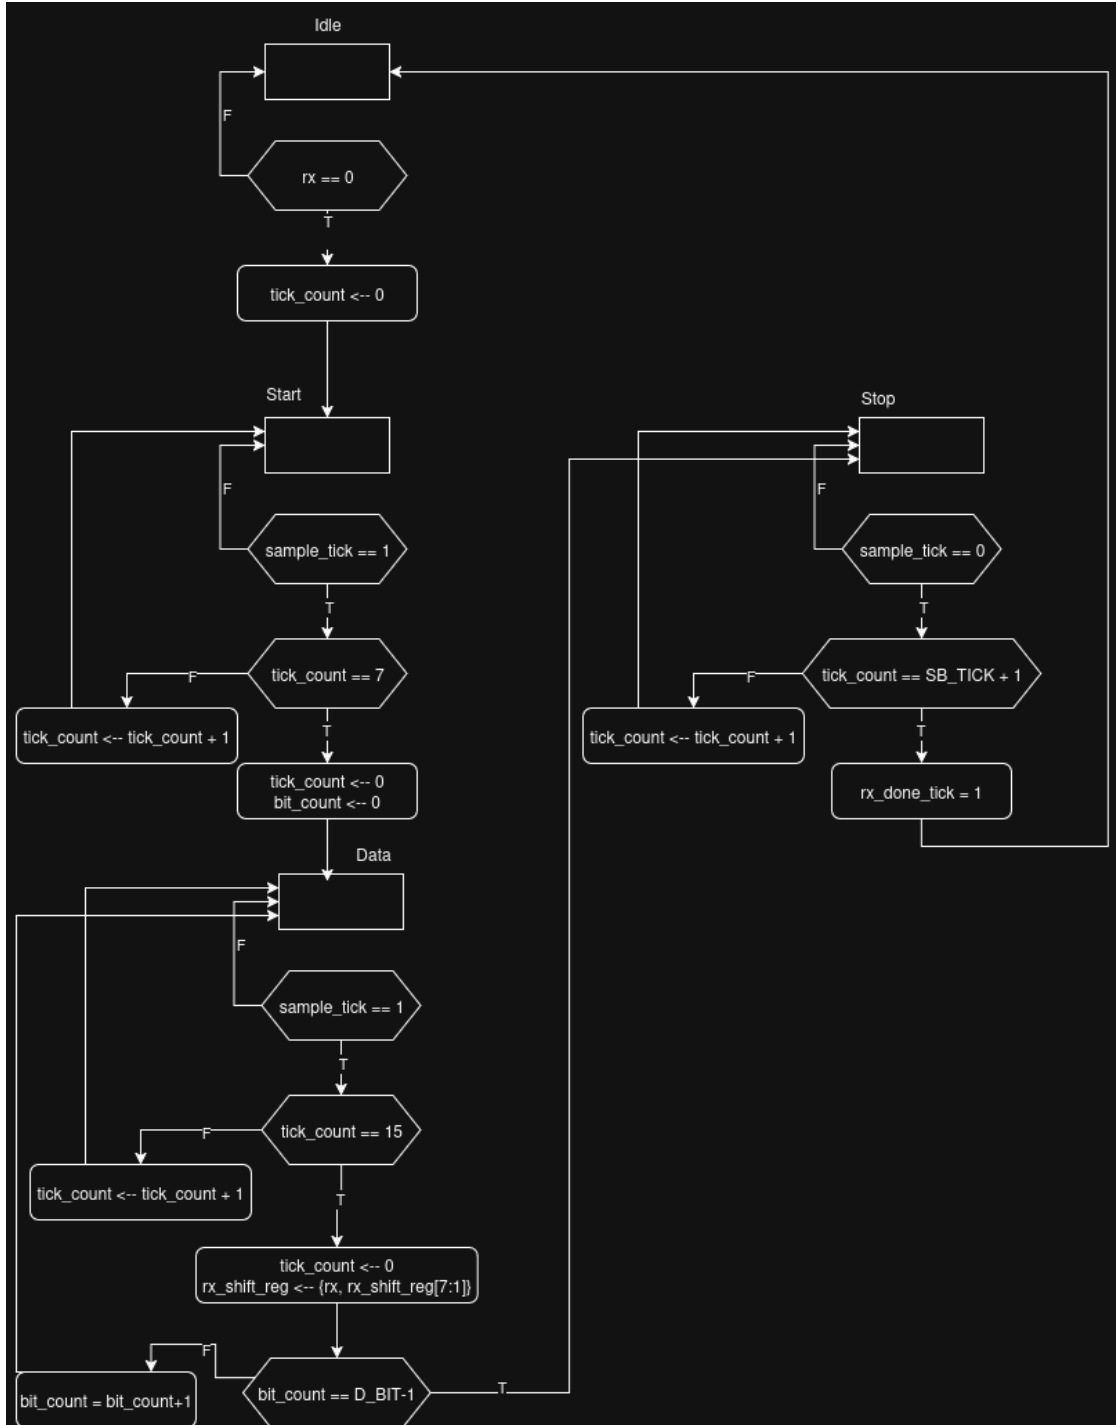 Idle
F
rx == 0
T
tick_count <-- 0
Start
F
sample_tick == 1
T
tick_count == 7
F
tick_count <-- tick_count + 1
T
tick_count <-- 0
bit_count <-- 0
Data
F
sample_tick == 1
T
tick_count == 15
F
tick_count <-- tick_count + 1
T
tick_count <-- 0
rx_shift_reg <-- {rx, rx_shift_reg[7:1]}
F
bit_count = bit_count+1
bit_count == D_BIT-1
T
Stop
F
sample_tick == 0
T
tick_count == SB_TICK + 1
F
tick_count <-- tick_count + 1
T
rx_done_tick = 1